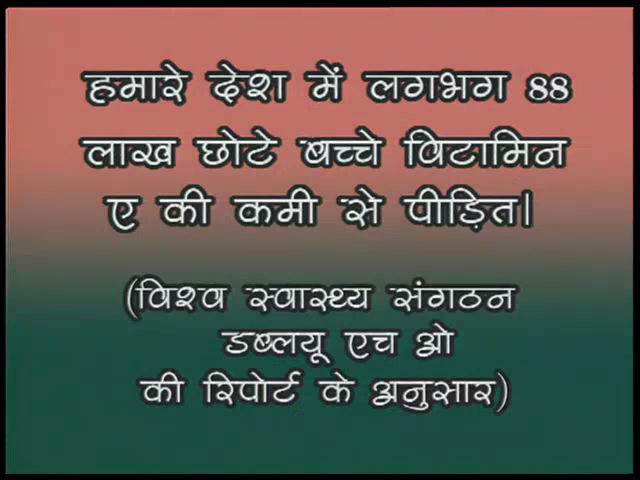 हमारे देश में लगभग 88
लाख छोटे बच्चे विटामिन
ए की कमी से पीड़ित।
(विश्व स्वास्थ्य संगठन
डब्लयू एच ओ
की रिपोर्ट के अनुसार)